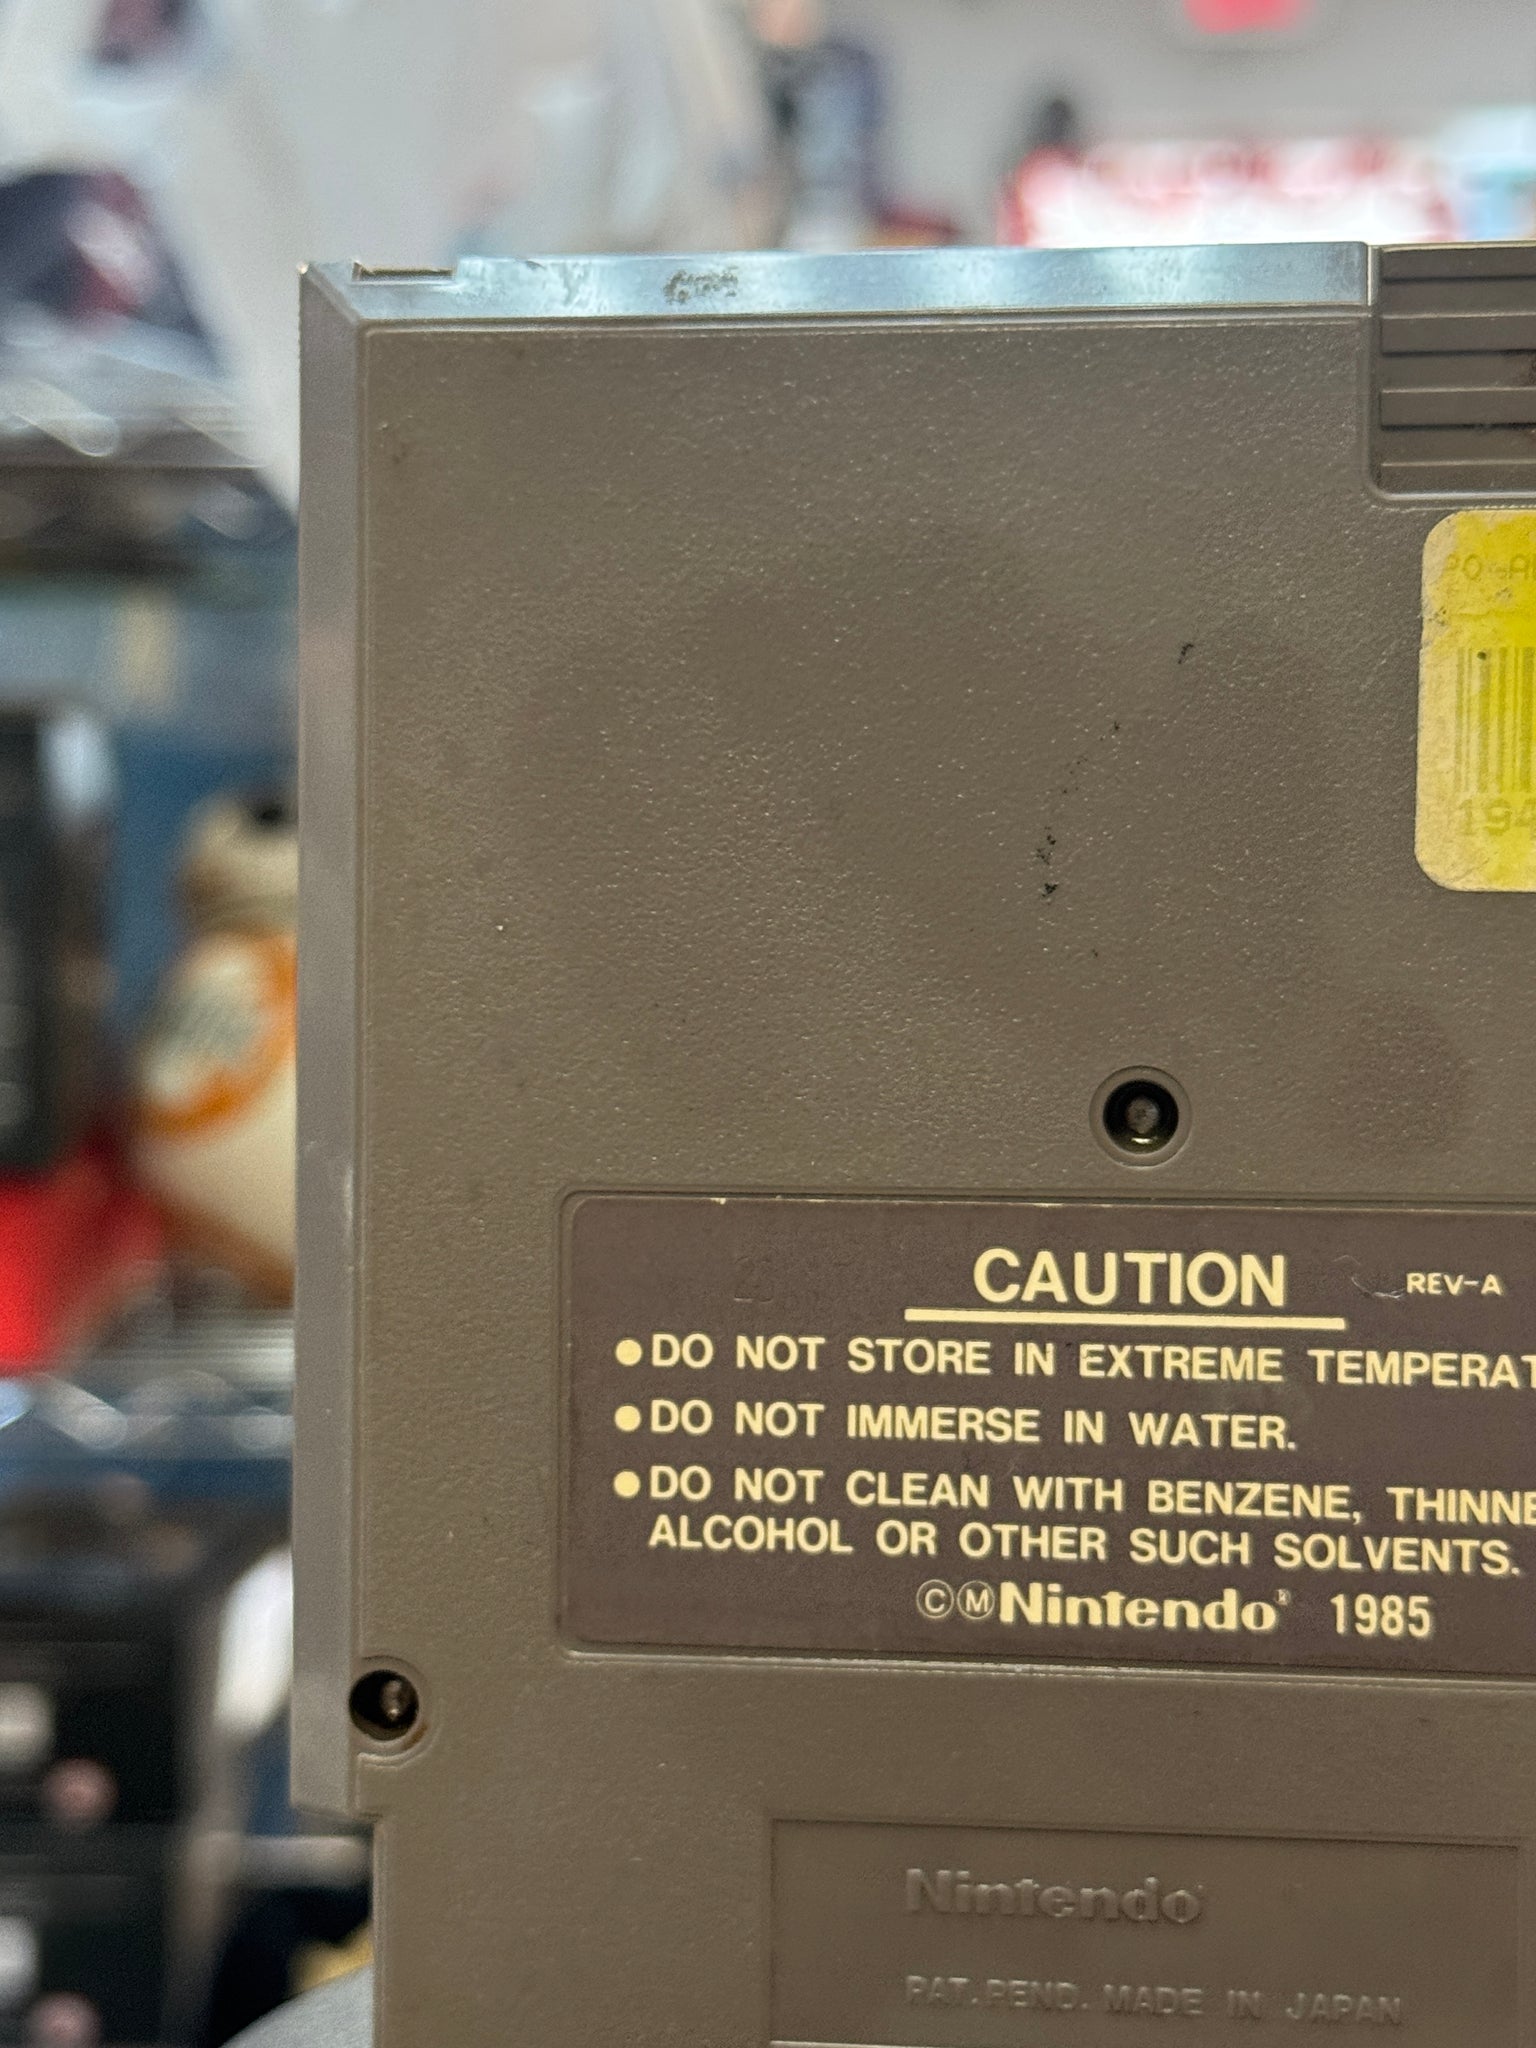 194
CAUTION REV-A
●DO NOT STORE IN EXTREME
●DO NOT IMMERSE IN WATER.
●DO NOT CLEAN WITH BENZENE,
ALCOHOL OR OTHER SUCH SOLVENTS.
©ⓂNintendo® 1985
Nintendo
PAT. PEND. MADE IN JAPAN